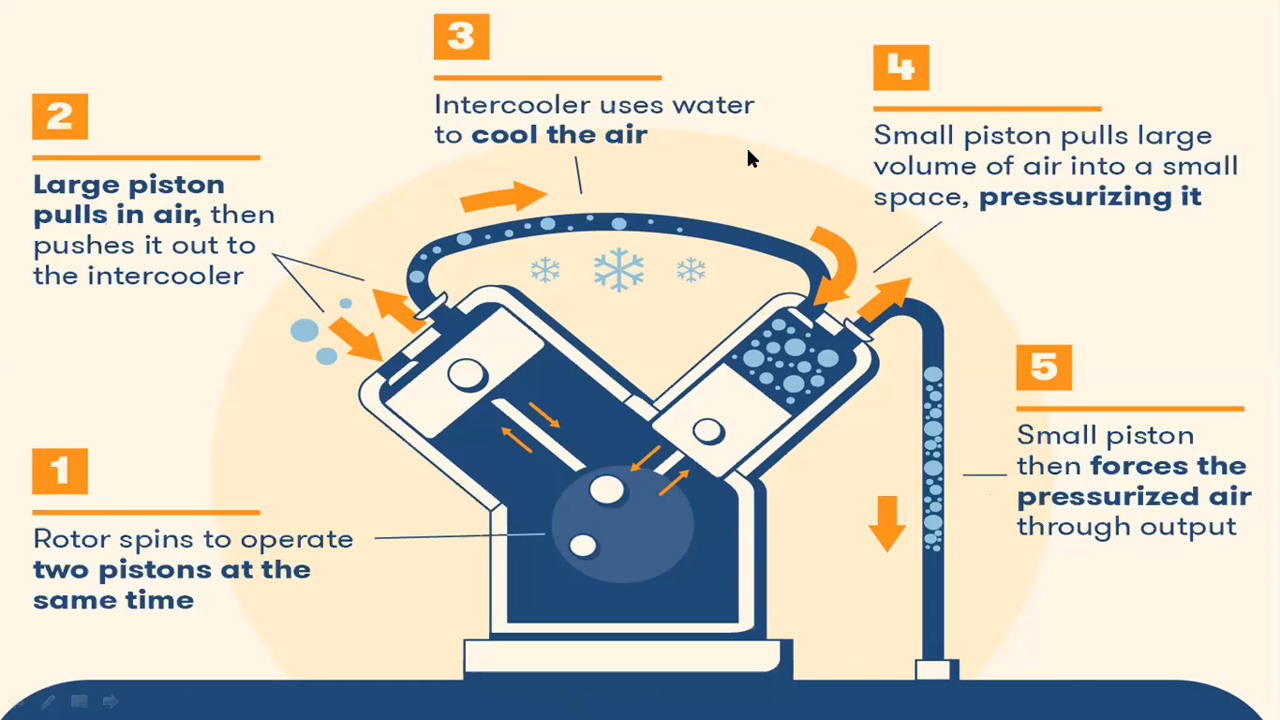 1
Rotor spins to operate
two pistons at the
same time
2
Large piston
pulls in air, then
pushes it out to
the intercooler
3
Intercooler uses water
to cool the air
4
Small piston pulls large
volume of air into a small
space, pressurizing it
5
Small piston
then forces the
pressurized air
through output